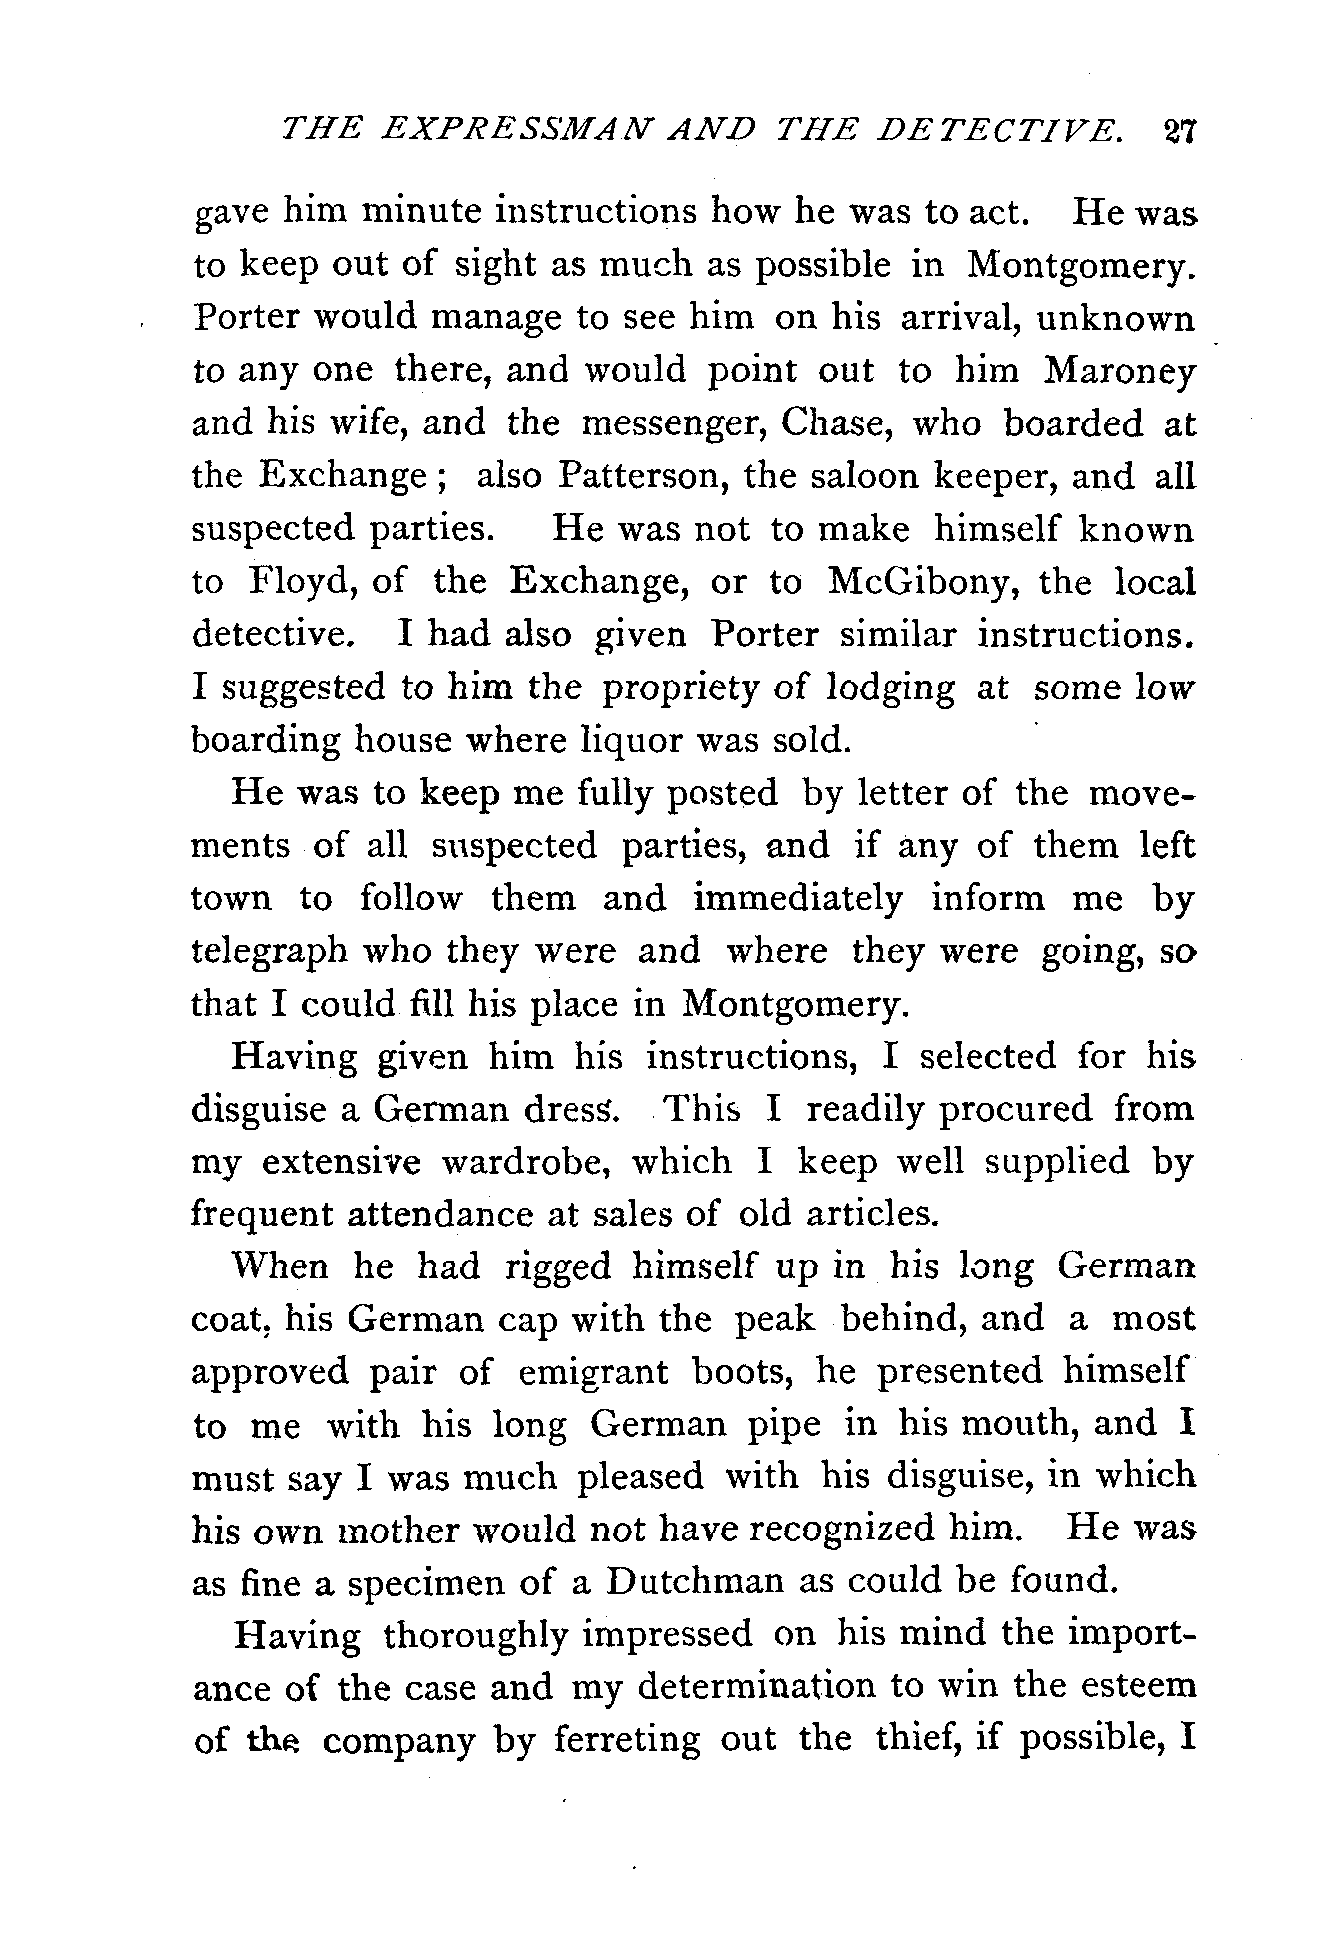 THE EXPRESSMAN AND THE DETECTIVE. 27
gave him minute instructions how he was to act. He was
to keep out of sight as much as possible in Montgomery.
Porter would manage to see him on his arrival, unknown
to any one there, and would point out to him Maroney
and his wife, and the messenger, Chase, who boarded at
the Exchange ; also Patterson, the saloon keeper, and all
suspected parties. He was not to make himself known
to Floyd, of the Exchange, or to McGibony, the local
detective. I had also given Porter similar instructions.
I suggested to him the propriety of lodging at some low
boarding house where liquor was sold.
He was to keep me fully posted by letter of the move-
ments of all suspected parties, and if any of them left
town to follow them and immediately inform me by
telegraph who they were and where they were going, so
that I could fill his place in Montgomery.
Having given him his instructions, I selected for his
disguise a German dress. This I readily procured from
my extensive wardrobe, which I keep well supplied by
frequent attendance at sales of old articles.
When he had rigged himself up in his long German
coat, his German cap with the peak behind, and a most
approved pair of emigrant boots, he presented himself
to me with his long German pipe in his mouth, and I
must say I was much pleased with his disguise, in which
his own mother would not have recognized him. He was
as fine a specimen of a Dutchman as could be found.
Having thoroughly impressed on his mind the import-
ance of the case and my determination to win the esteem
of the company by ferreting out the thief, if possible, I